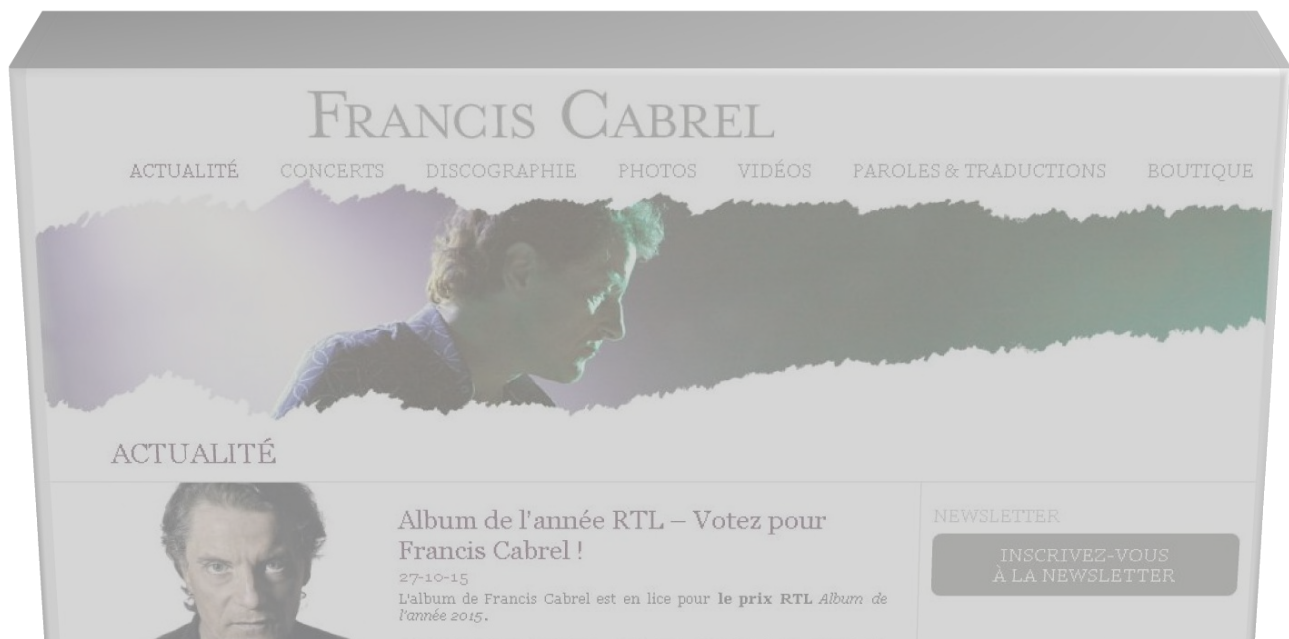 FRANCIS CABREL
ACTUALITÉ CONCERTS DISCOGRAPHIE PHOTOS VIDÉOS PAROLES & TRADUCTIONS BOUTIQUE
ACTUALITÉ
Album de l'année RTL – Votez pour
Francis Cabrel !
27-10-15
L'album de Francis Cabrel est en lice pour le prix RTL Album de
l'année 2015.
NEWSLETTER
INSCRIVEZ-VOUS
À LA NEWSLETTER